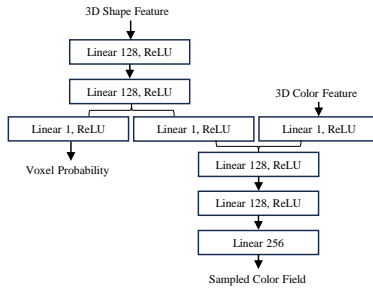 3D Shape Feature
Linear 128, ReLU
Linear 128, ReLU
3D Color Feature
Linear 1, ReLU
Linear 1, ReLU
Linear 1, ReLU
Voxel Probability
Linear 128, ReLU
Linear 128, ReLU
Linear 256
Sampled Color Field